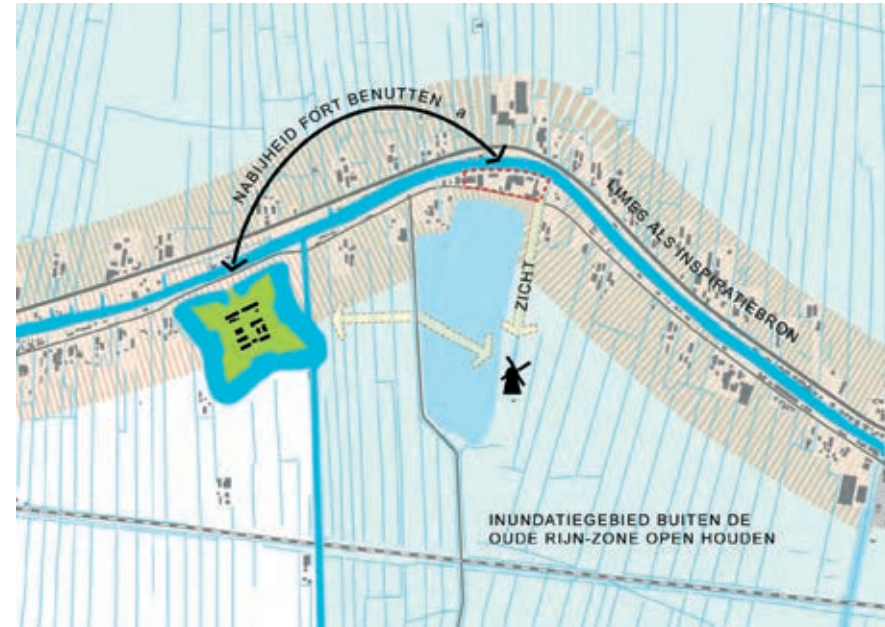 NABIJHEID FORT BENUTTEN
a
LIMES ALS INSPIRATIEBRON
ZICHT
INUNDATIEGEBIED BUITEN DE
OUDE RIJN-ZONE OPEN HOUDEN